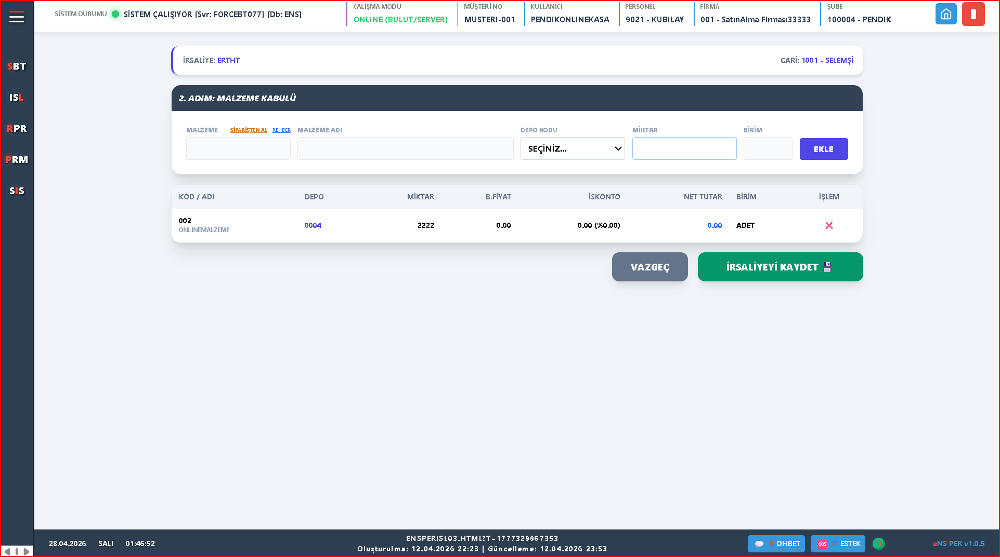 SİSTEM DURUMU SİSTEM ÇALIŞIYOR [Svr: FORCEBT077] [Db: ENS]
ÇALIŞMA MODU
ONLINE (BULUT/SERVER)
MÜŞTERİ NO
MUSTERI-001
KULLANICI
PENDIKONLINEKASA
PERSONEL
9021 - KUBILAY
FİRMA
001 - SatınAlma Firması33333
ŞUBE
100004 - PENDIK
SBT
ISL
RPR
PRM
SIS
İRSALİYE: ERTHT
CARİ: 1001 - SELEMŞİ
2. ADIM: MALZEME KABULÜ
MALZEME SİPARİŞTEN AL REHBER MALZEME ADI DEPO KODU MİKTAR BİRİM
SEÇİNİZ... EKLE
KOD / ADI DEPO MİKTAR B.FİYAT İSKONTO NET TUTAR BİRİM İŞLEM
002
ONLINEMALZEME
0004 2222 0.00 0.00 (%0.00) 0.00 ADET
VAZGEÇ İRSALİYEYİ KAYDET
28.04.2026 SALI 01:46:52
ENSPERISL03.HTML?T=1777329967353
Oluşturulma: 12.04.2026 22:23 | Güncelleme: 12.04.2026 23:53
SOHBET
SOS DESTEK
eNS PER v1.0.5